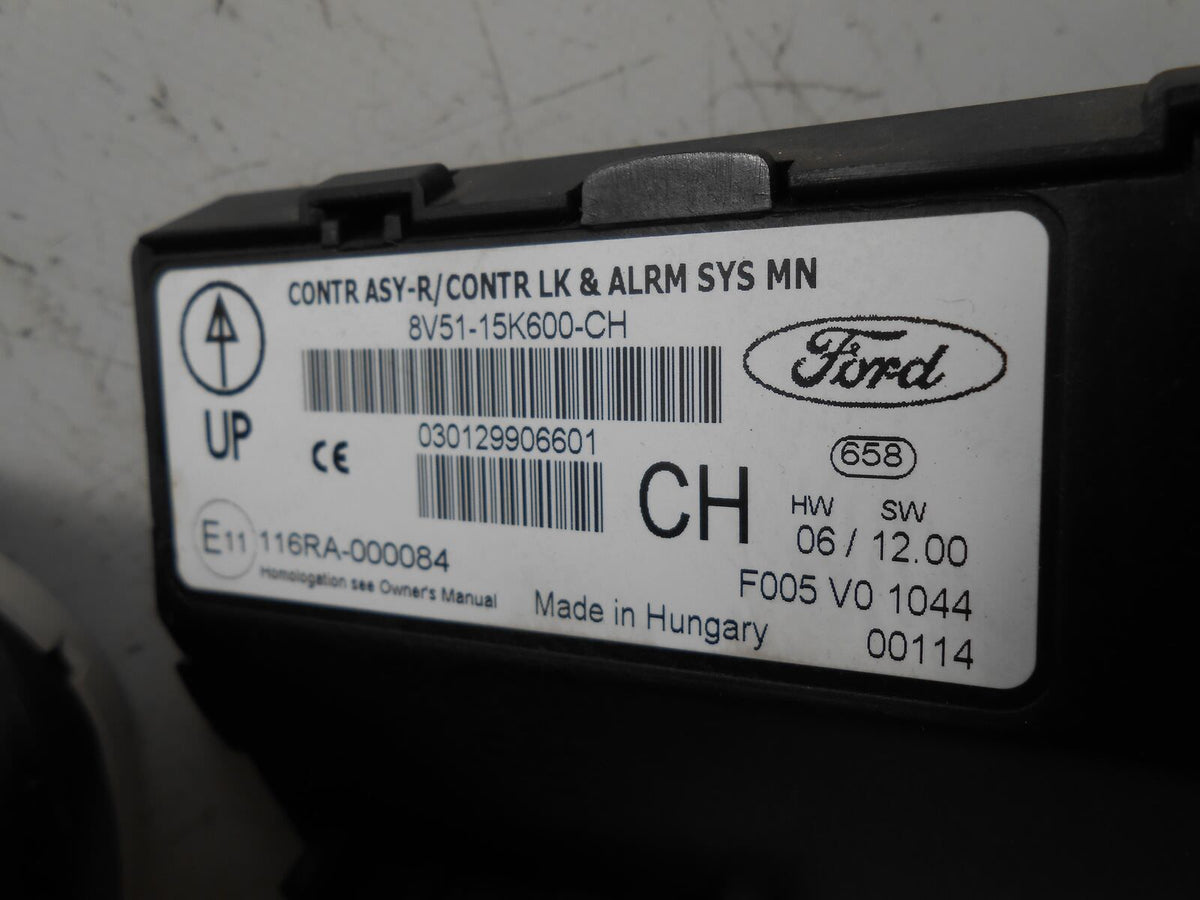 CONTR ASY-R/CONTR LK & ALRM SYS MN
8V51-15K600-CH
Ford
UP
CE
030129906601
CH
658
HW SW
06 / 12.00
E11 116RA-000084
Homologation see Owner's Manual
Made in Hungary
F005 V0 1044
00114